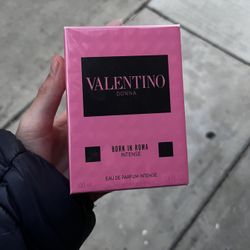 VALENTINO
DONNA
BORN IN ROMA
INTENSE
EAU DE PARFUM INTENSE